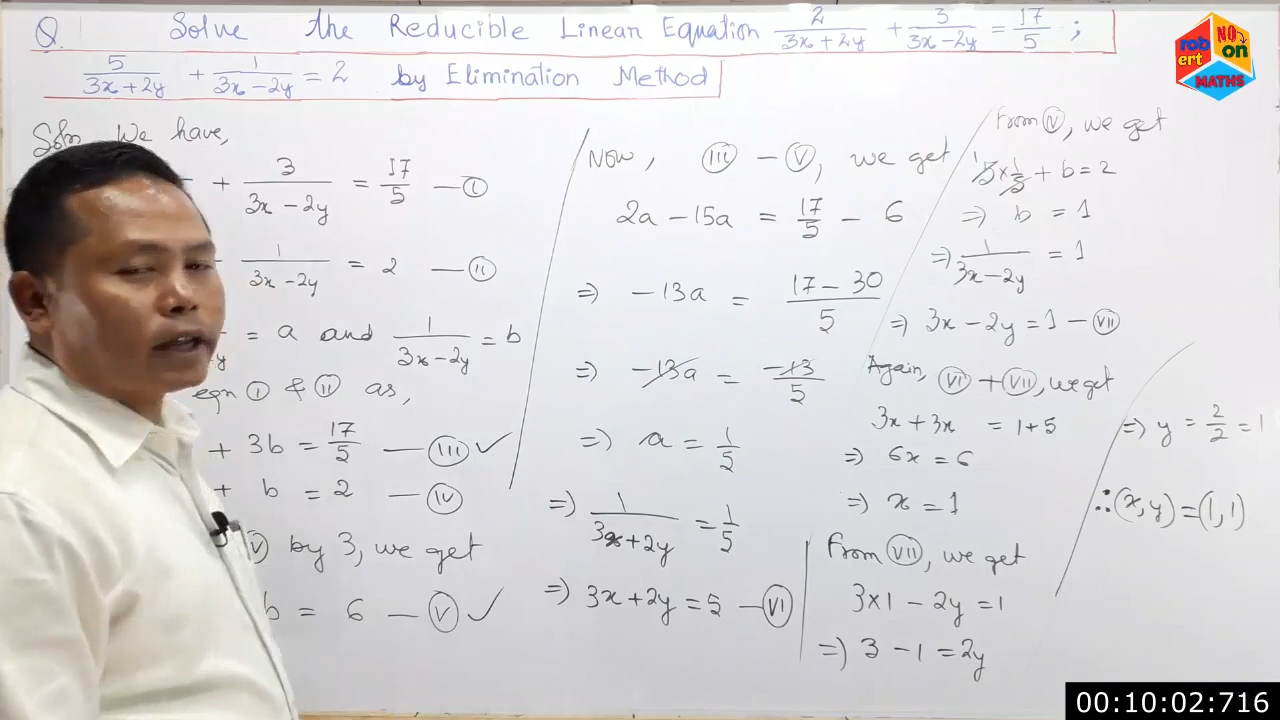 Q. Solve the Reducible Linear Equation 2/(3x+2y) + 3/(3x-2y) = 17/5 ;
5/(3x+2y) + 1/(3x-2y) = 2 by Elimination Method
Soln We have,
+ 3/(3x-2y) = 17/5 — (I)
1/(3x-2y) = 2 — (II)
= a and 1/(3x-2y) = b
eqn (I) & (II) as,
+ 3b = 17/5 — (III) ✓
+ b = 2 — (IV)
by 3, we get
b = 6 — (V) ✓
Now, (III) - (V), we get
2a - 15a = 17/5 - 6
=> -13a = (17-30)/5
=> -13a = -13/5
=> a = 1/5
=> 1/(3x+2y) = 1/5
=> 3x+2y = 5 — (VI)
From (IV), we get
5 × 1/5 + b = 2
=> b = 1
=> 1/(3x-2y) = 1
=> 3x-2y = 1 — (VII)
Again, (VI) + (VII), we get
3x+3x = 1+5
=> 6x = 6
=> x = 1
From (VII), we get
3×1 - 2y = 1
=> 3 - 1 = 2y
=> y = 2/2 = 1
∴ (x,y) = (1,1)
robert
NO
on
MATHS
00:10:02:716